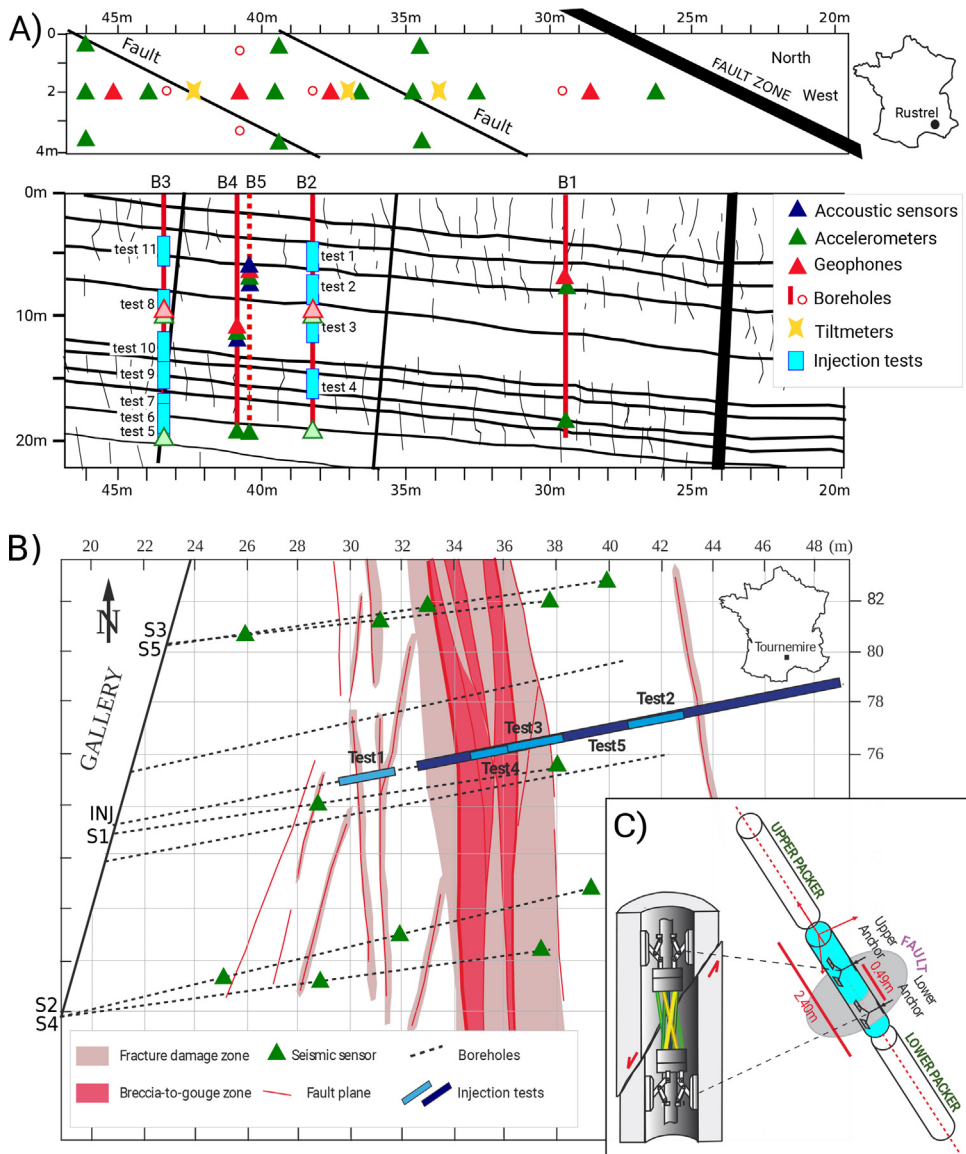 A)
45m 40m 35m 30m 25m 20m
0
2
4m
Fault
Fault
FAULT ZONE
North
West
Rustrel
B3 B4 B5 B2 B1
0m
10m
20m
test 11
test 8
test 10
test 9
test 7
test 6
test 5
test 1
test 2
test 3
test 4
45m 40m 35m 30m 25m 20m
Accoustic sensors
Accelerometers
Geophones
Boreholes
Tiltmeters
Injection tests
B)
20 22 24 26 28 30 32 34 36 38 40 42 44 46 48 (m)
82
80
78
76
N
GALLERY
S3
S5
INJ
S1
S2
S4
Test1
Test3
Test4
Test2
Test5
Tournemire
Fracture damage zone
Seismic sensor
Boreholes
Breccia-to-gouge zone
Fault plane
Injection tests
C)
UPPER PACKER
Upper
Anchor
FAULT
0.49m
Lower
Anchor
2.40m
LOWER PACKER